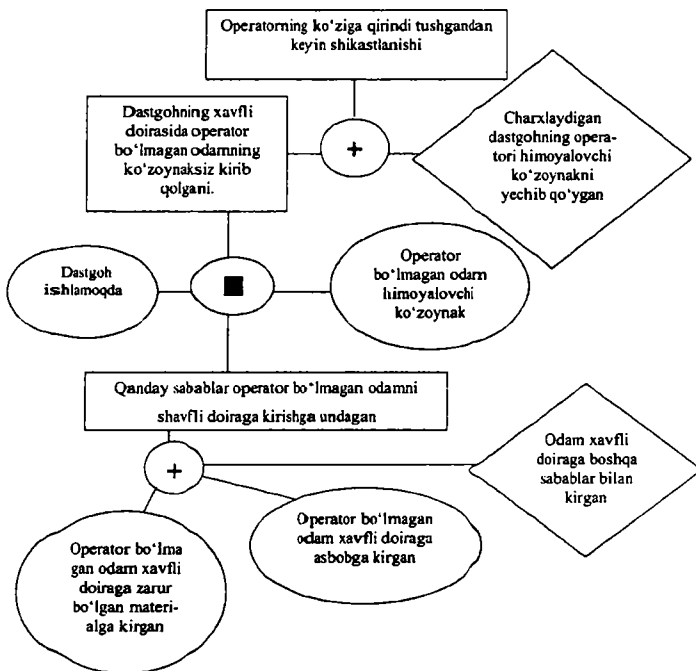 Operatorning ko‘ziga qirindi tushgandan
keyin shikastlanishi
Dastgohning xavfli
doirasida operator
bo‘lmagan odamning
ko‘zoynaksiz kirib
qolgani.
+
Charxlaydigan
dastgohning opera-
tori himoyalovchi
ko‘zoynakni
yechib qo‘ygan
Dastgoh
ishlamoqda
Operator
bo‘lmagan odam
himoyalovchi
ko‘zoynak
Qanday sabablar operator bo‘lmagan odamni
shavfli doiraga kirishga undagan
+
Odam xavfli
doiraga boshqa
sabablar bilan
kirgan
Operator bo‘lma
gan odam xavfli
doiraga zarur
bo‘lgan materi-
alga kirgan
Operator bo‘lmagan
odam xavfli doiraga
asbobga kirgan